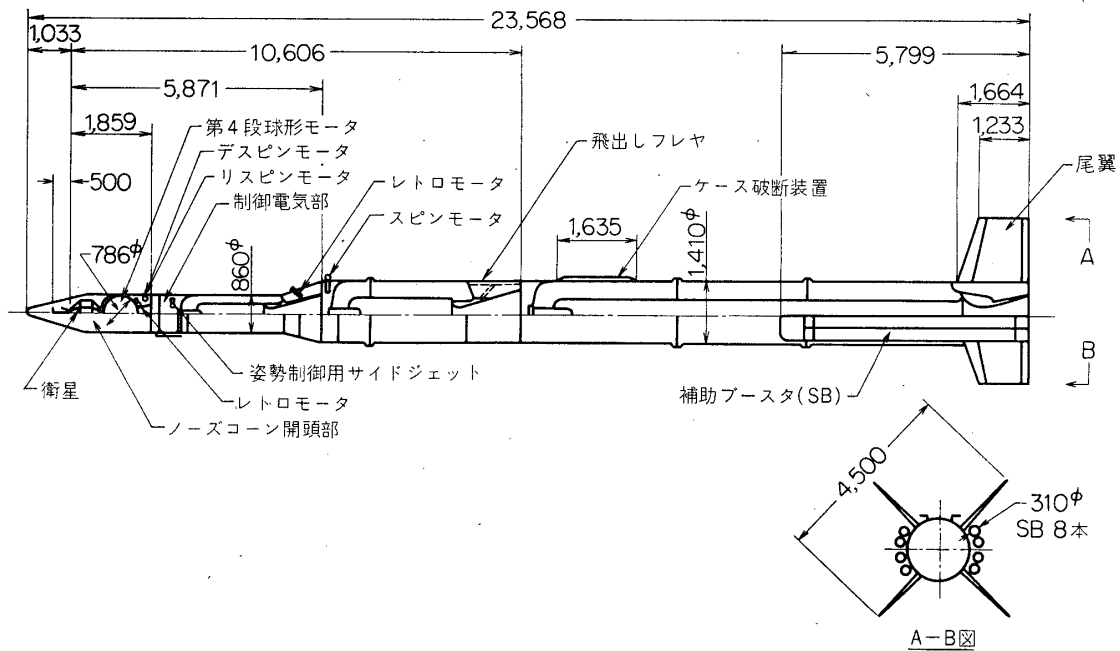 23,568
1,033
10,606
5,799
5,871
1,664
1,859
1,233
第4段球形モータ
デスピンモータ
リスピンモータ
制御電気部
500
786φ
860φ
レトロモータ
スピンモータ
飛出しフレヤ
ケース破断装置
1,635
1,410φ
尾翼
A
B
衛星
姿勢制御用サイドジェット
レトロモータ
ノーズコーン開頭部
補助ブースタ(SB)
4,500
310φ
SB 8本
A-B図